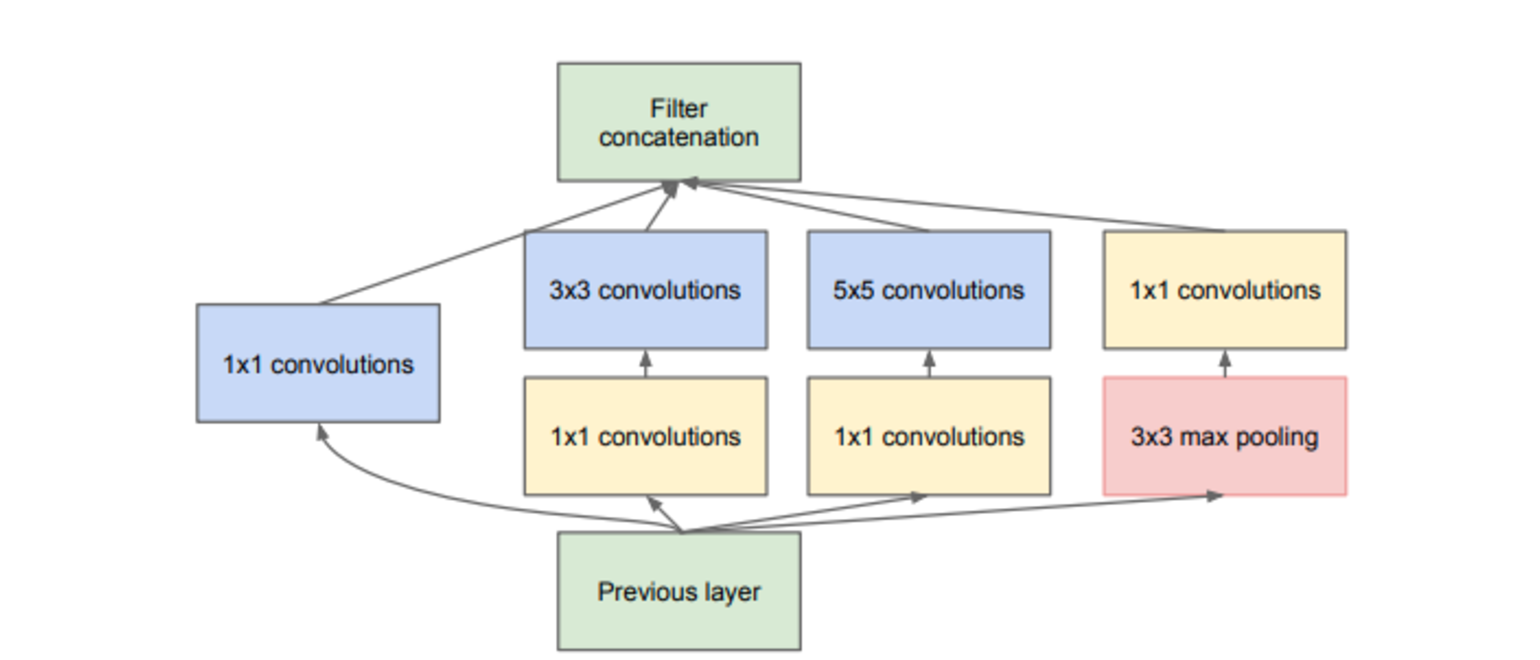 Filter
concatenation
3x3 convolutions
5x5 convolutions
1x1 convolutions
1x1 convolutions
1x1 convolutions
1x1 convolutions
3x3 max pooling
Previous layer